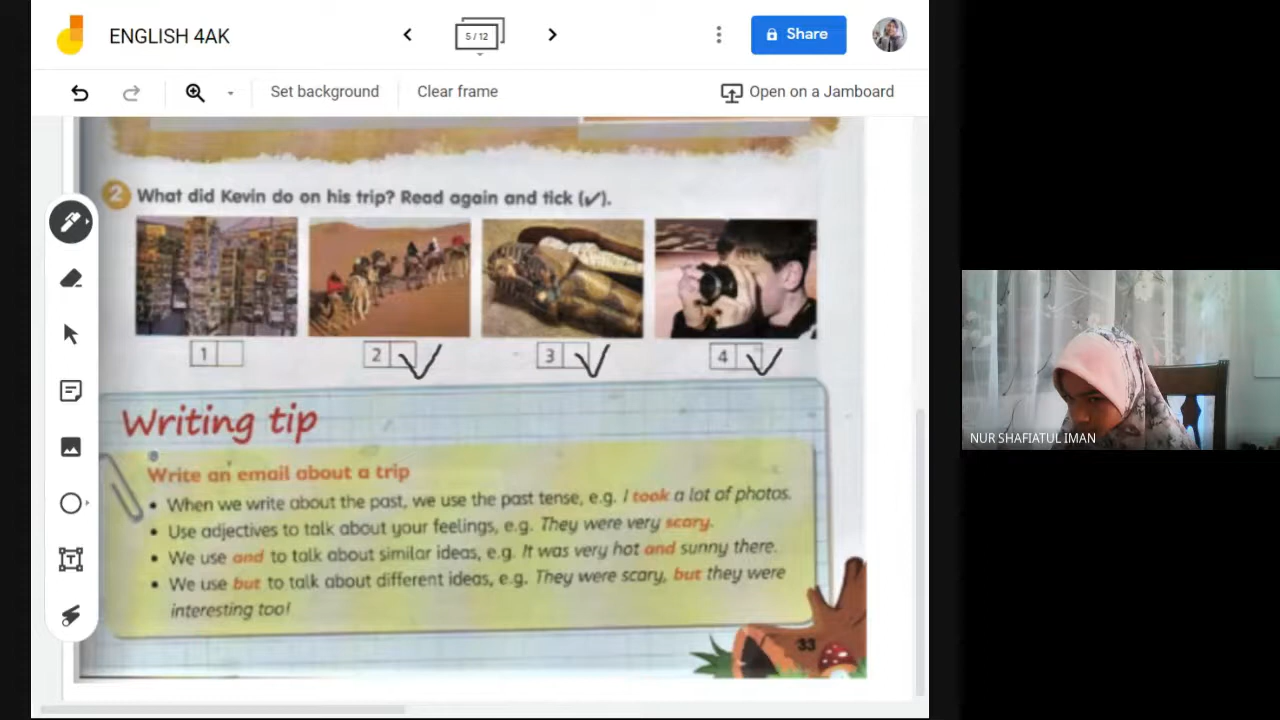 ENGLISH 4AK
5 / 12
Share
Set background
Clear frame
Open on a Jamboard
2 What did Kevin do on his trip? Read again and tick (✓).
1
2 ✓
3 ✓
4 ✓
Writing tip
Write an email about a trip
• When we write about the past, we use the past tense, e.g. I took a lot of photos.
• Use adjectives to talk about your feelings, e.g. They were very scary.
• We use and to talk about similar ideas, e.g. It was very hot and sunny there.
• We use but to talk about different ideas, e.g. They were scary, but they were
interesting too!
33
NUR SHAFIATUL IMAN